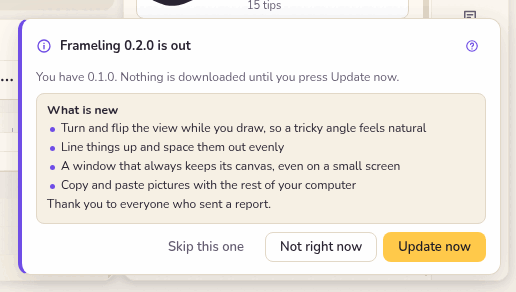 15 tips
Frameling 0.2.0 is out
You have 0.1.0. Nothing is downloaded until you press Update now.
What is new
Turn and flip the view while you draw, so a tricky angle feels natural
Line things up and space them out evenly
A window that always keeps its canvas, even on a small screen
Copy and paste pictures with the rest of your computer
Thank you to everyone who sent a report.
Skip this one
Not right now
Update now